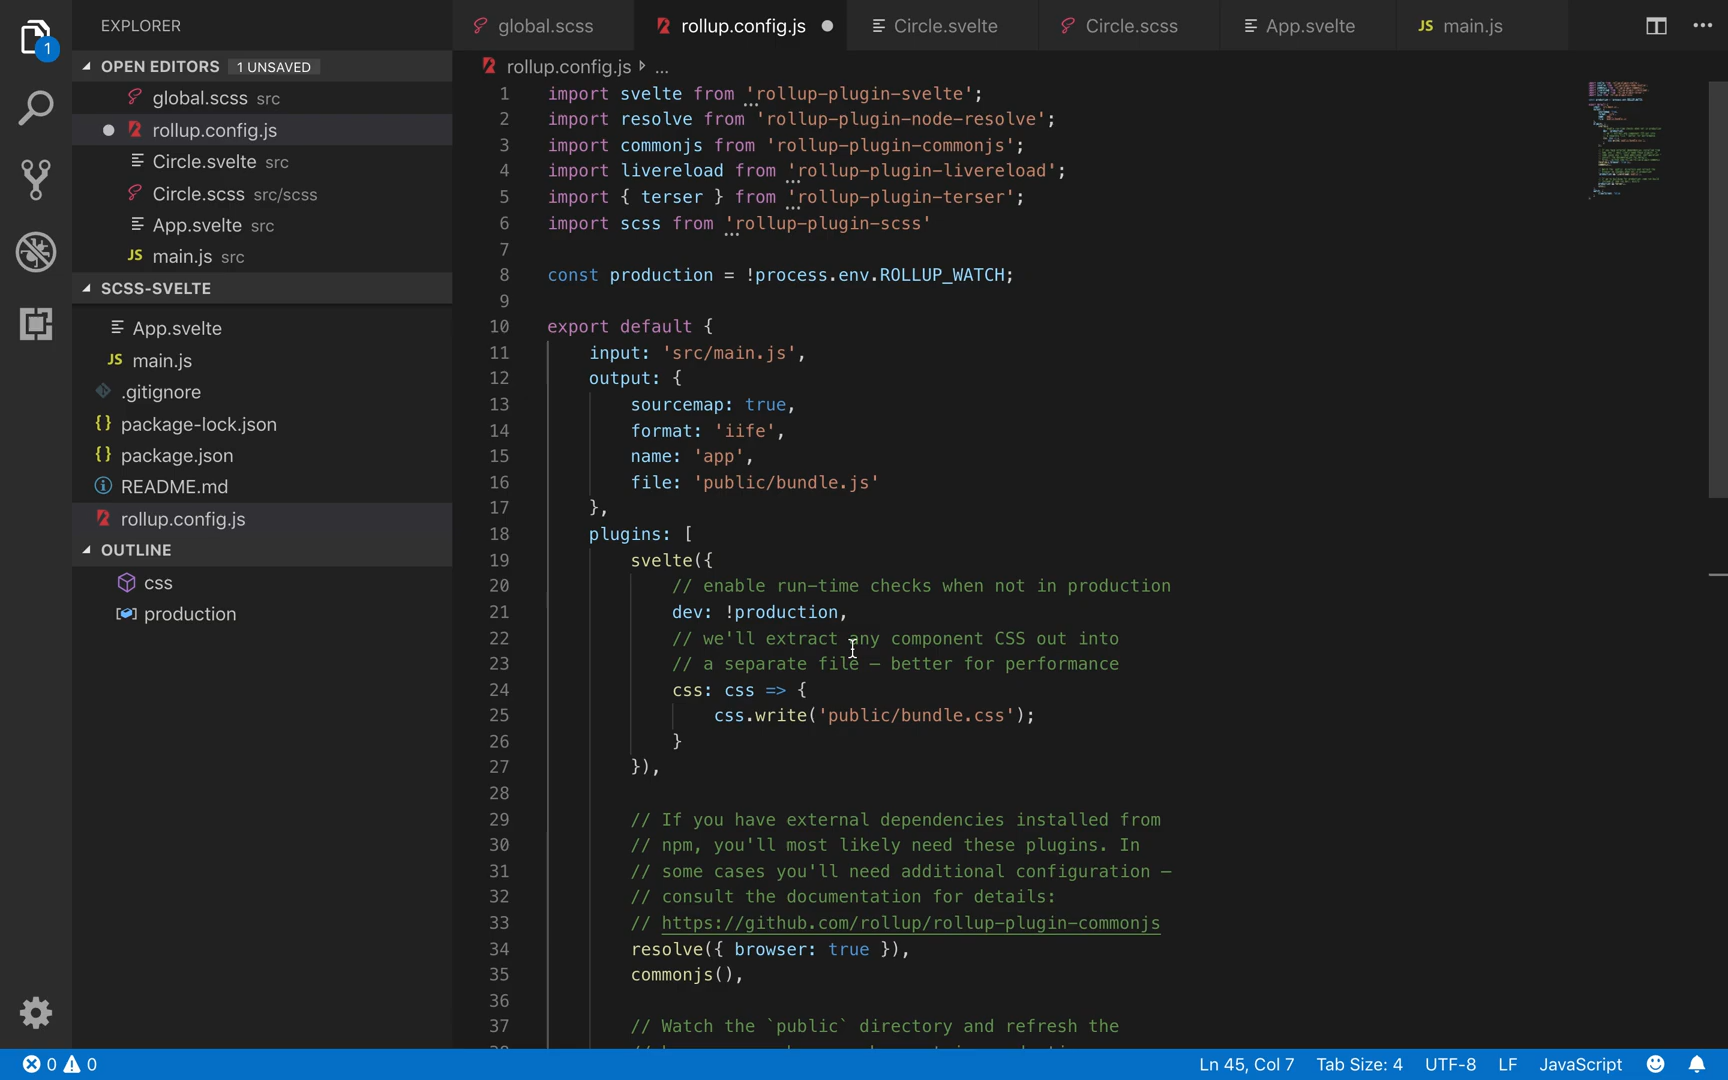 EXPLORER
OPEN EDITORS 1 UNSAVED
global.scss src
rollup.config.js
Circle.svelte src
Circle.scss src/scss
App.svelte src
main.js src
SCSS-SVELTE
App.svelte
main.js
.gitignore
package-lock.json
package.json
README.md
rollup.config.js
OUTLINE
css
production
global.scss rollup.config.js Circle.svelte Circle.scss App.svelte main.js
rollup.config.js ...
1 import svelte from 'rollup-plugin-svelte';
2 import resolve from 'rollup-plugin-node-resolve';
3 import commonjs from 'rollup-plugin-commonjs';
4 import livereload from 'rollup-plugin-livereload';
5 import { terser } from 'rollup-plugin-terser';
6 import scss from 'rollup-plugin-scss'
7
8 const production = !process.env.ROLLUP_WATCH;
9
10 export default {
11 input: 'src/main.js',
12 output: {
13 sourcemap: true,
14 format: 'iife',
15 name: 'app',
16 file: 'public/bundle.js'
17 },
18 plugins: [
19 svelte({
20 // enable run-time checks when not in production
21 dev: !production,
22 // we'll extract any component CSS out into
23 // a separate file — better for performance
24 css: css => {
25 css.write('public/bundle.css');
26 }
27 }),
28
29 // If you have external dependencies installed from
30 // npm, you'll most likely need these plugins. In
31 // some cases you'll need additional configuration —
32 // consult the documentation for details:
33 // https://github.com/rollup/rollup-plugin-commonjs
34 resolve({ browser: true }),
35 commonjs(),
36
37 // Watch the `public` directory and refresh the
1
0 0 Ln 45, Col 7 Tab Size: 4 UTF-8 LF JavaScript